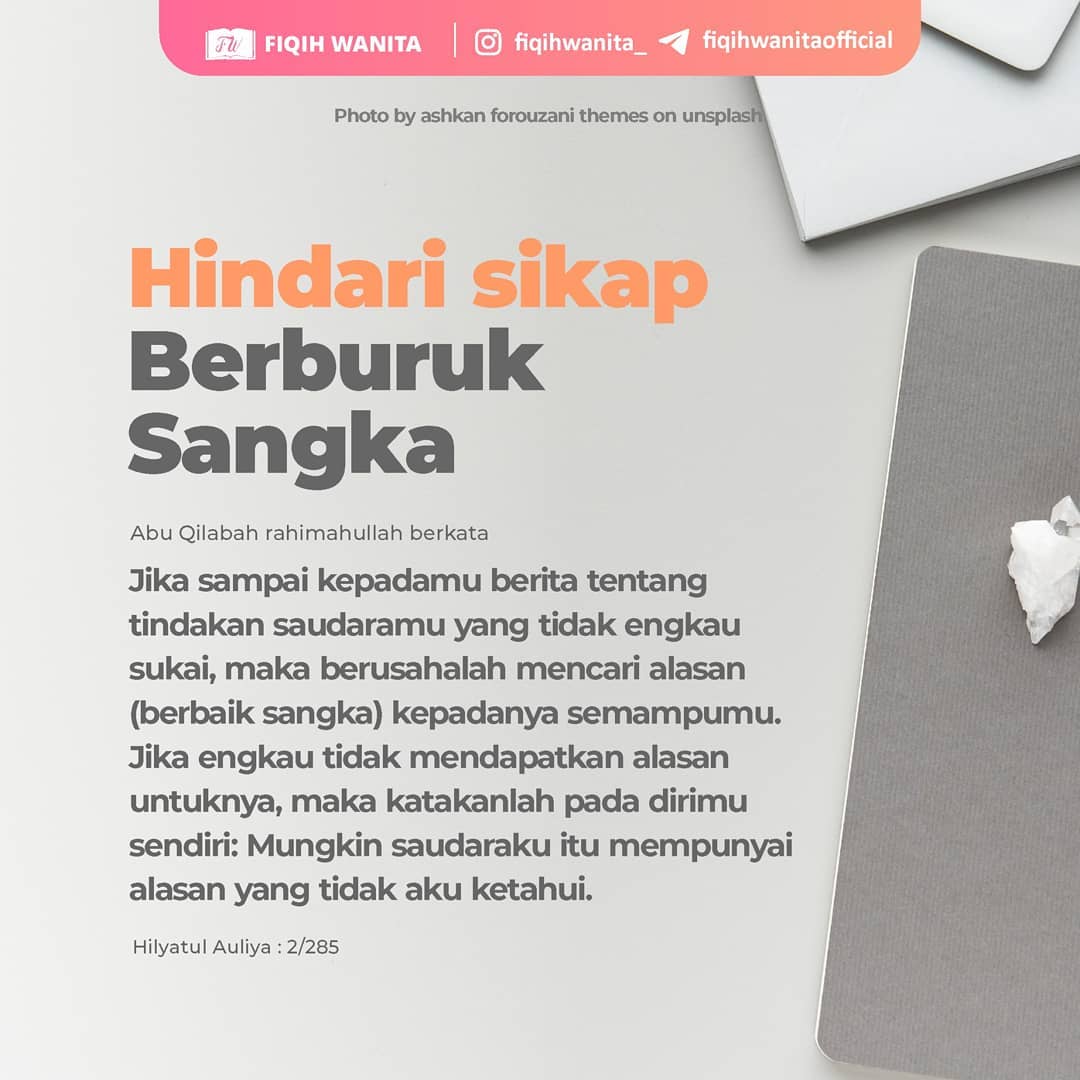 FW FIQIH WANITA fiqihwanita_ fiqihwanitaofficial
Photo by ashkan forouzani themes on unsplash
Hindari sikap
Berburuk
Sangka
Abu Qilabah rahimahullah berkata
Jika sampai kepadamu berita tentang
tindakan saudaramu yang tidak engkau
sukai, maka berusahalah mencari alasan
(berbaik sangka) kepadanya semampumu.
Jika engkau tidak mendapatkan alasan
untuknya, maka katakanlah pada dirimu
sendiri: Mungkin saudaraku itu mempunyai
alasan yang tidak aku ketahui.
Hilyatul Auliya : 2/285